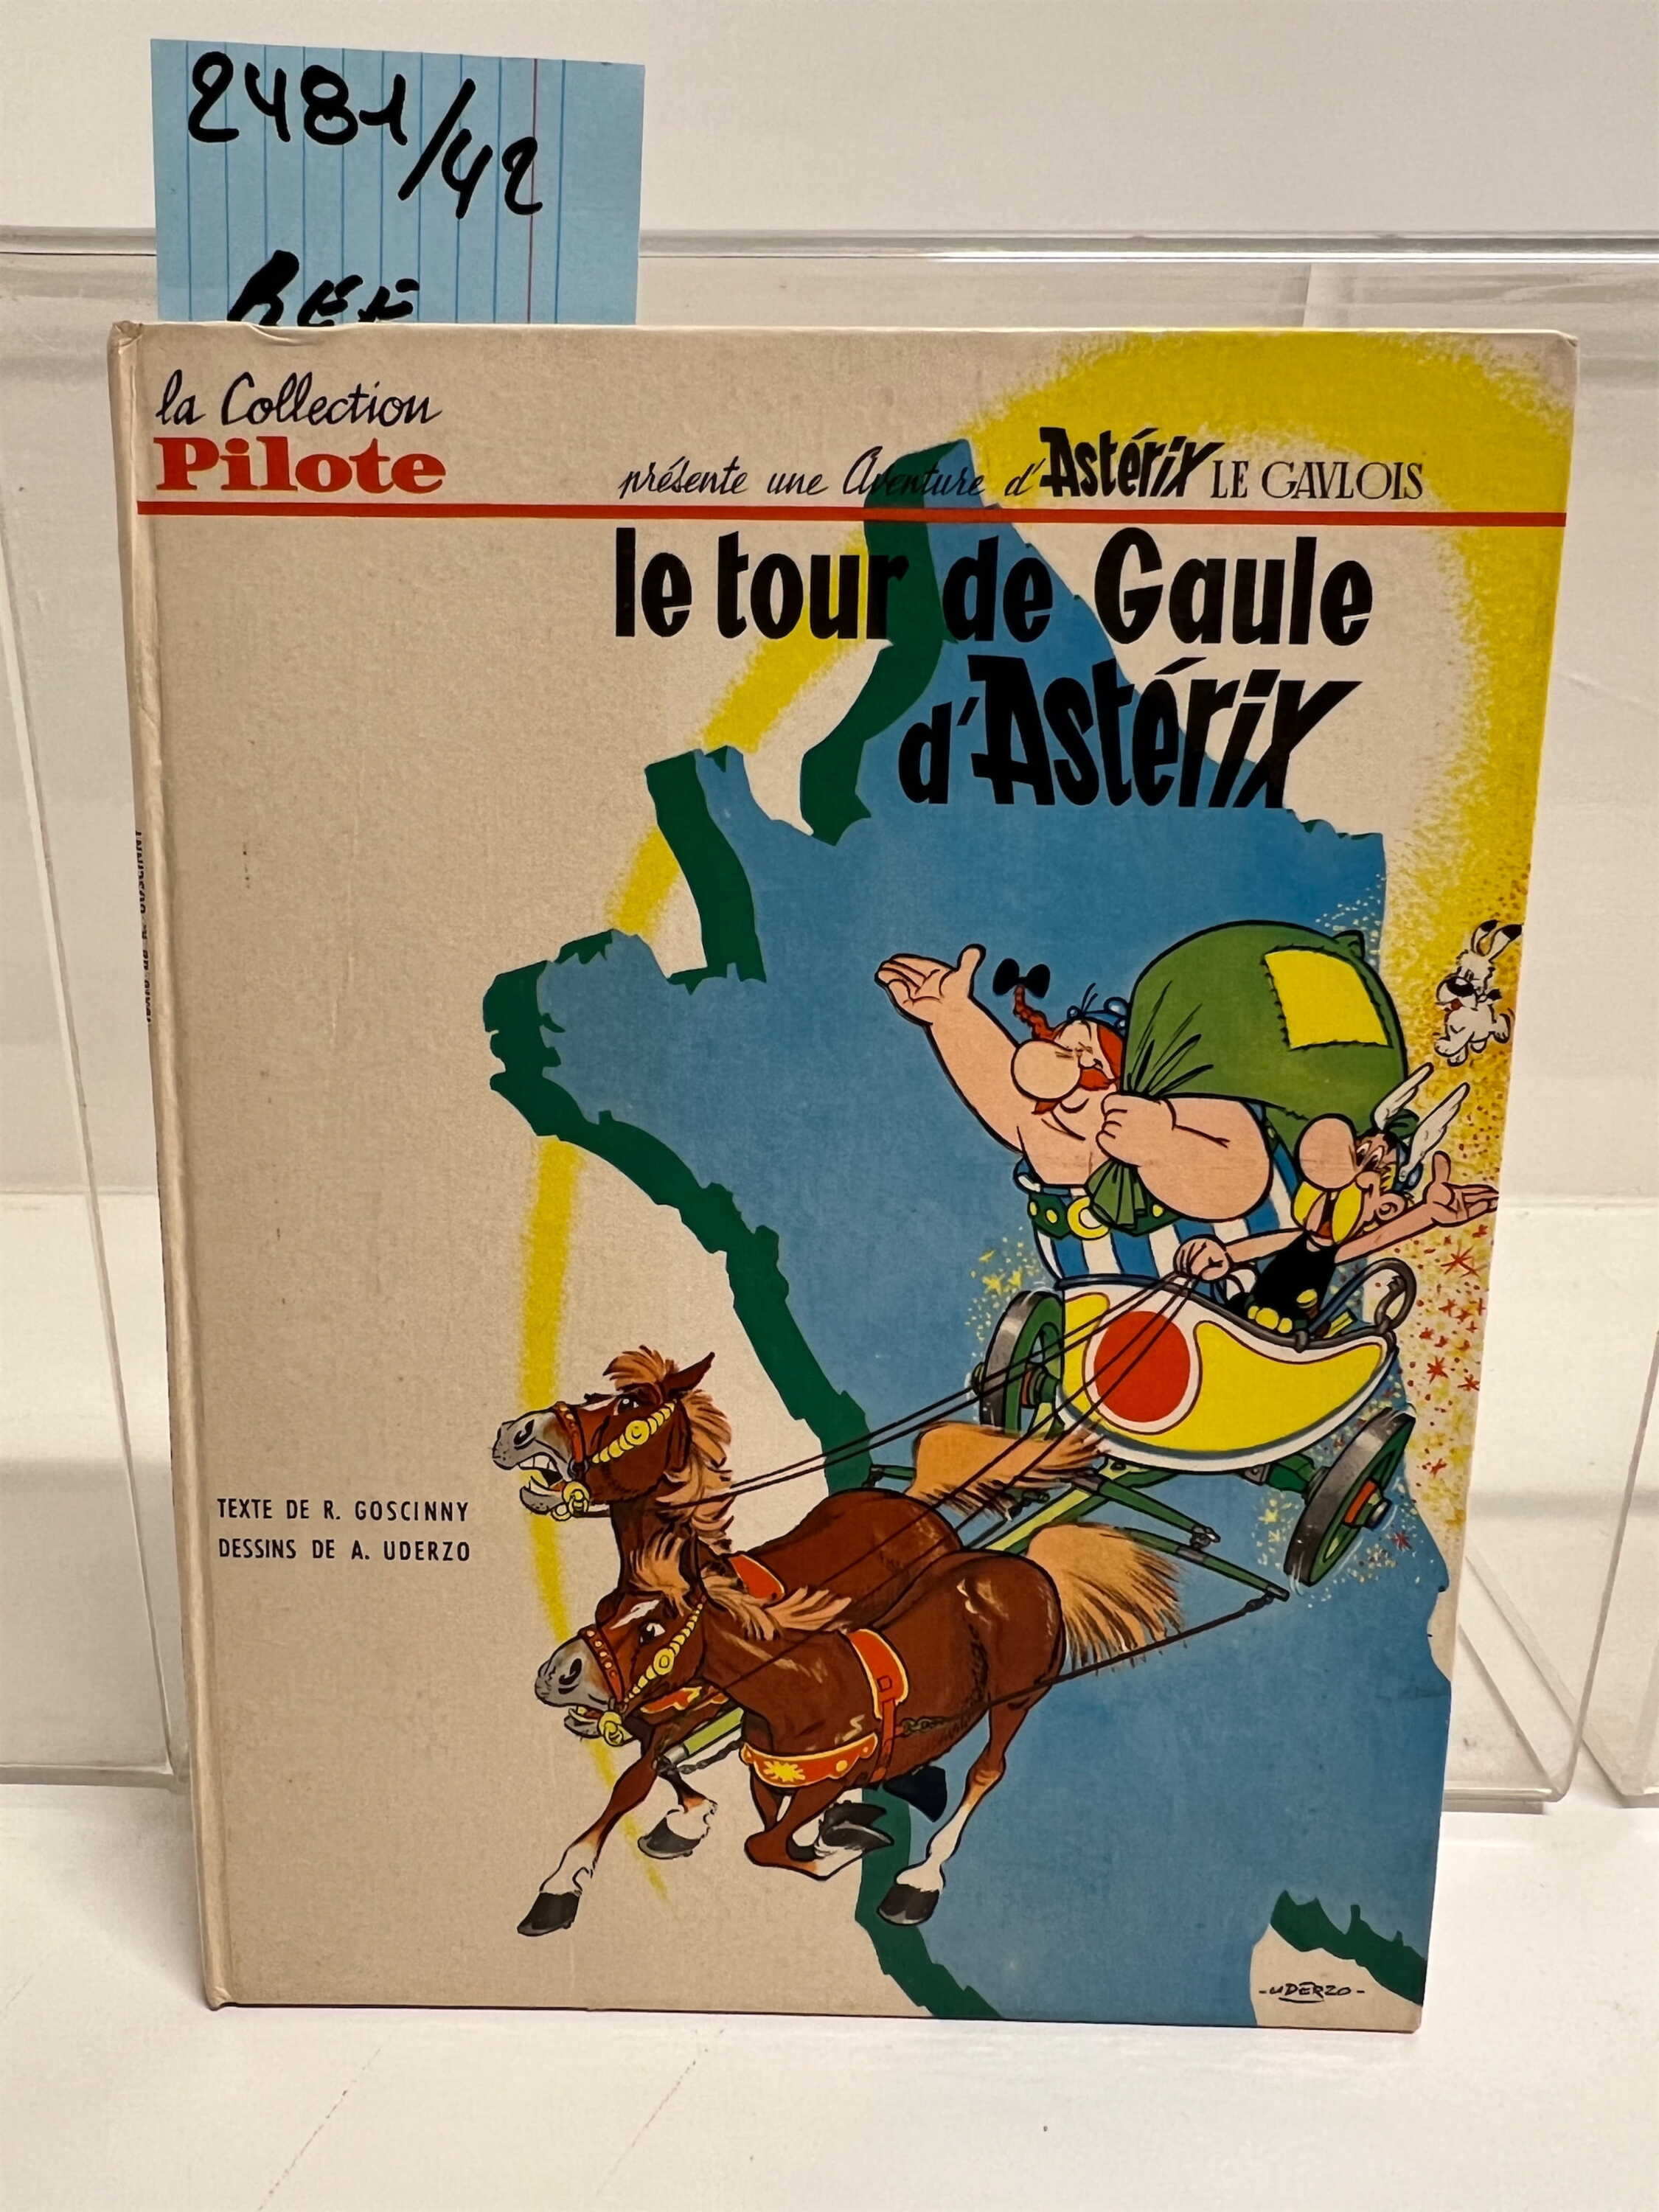 2481/42
REF
la Collection
Pilote
présente une Aventure d'Astérix LE GAVLOIS
le tour de Gaule
d'Astérix
TEXTE DE R. GOSCINNY
DESSINS DE A. UDERZO
-UDERZO-